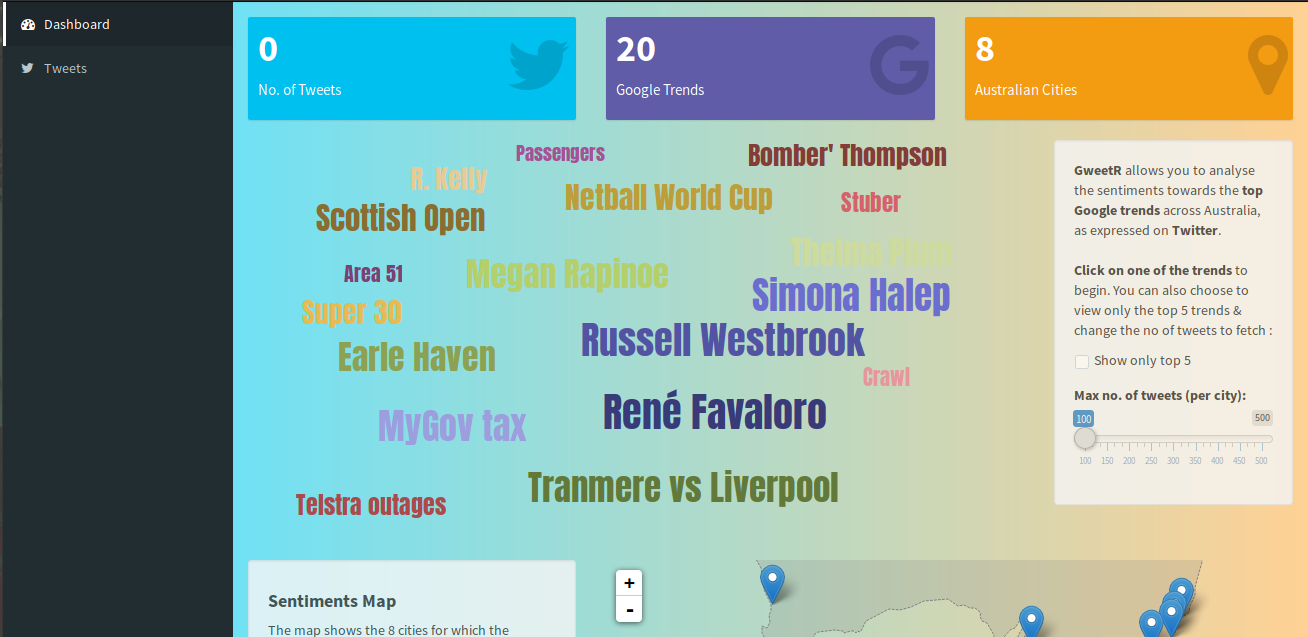 Dashboard
Tweets
0
No. of Tweets
20
Google Trends
8
Australian Cities
Passengers
Bomber' Thompson
R. Kelly
Netball World Cup
Stuber
Scottish Open
Thelma Plum
Area 51
Megan Rapinoe
Simona Halep
Super 30
Russell Westbrook
Earle Haven
Crawl
René Favaloro
MyGov tax
Tranmere vs Liverpool
Telstra outages
GweetR allows you to analyse
the sentiments towards the top
Google trends across Australia,
as expressed on Twitter.
Click on one of the trends to
begin. You can also choose to
view only the top 5 trends &
change the no of tweets to fetch :
Show only top 5
Max no. of tweets (per city):
100
500
100 150 200 250 300 350 400 450 500
Sentiments Map
The map shows the 8 cities for which the
+
-